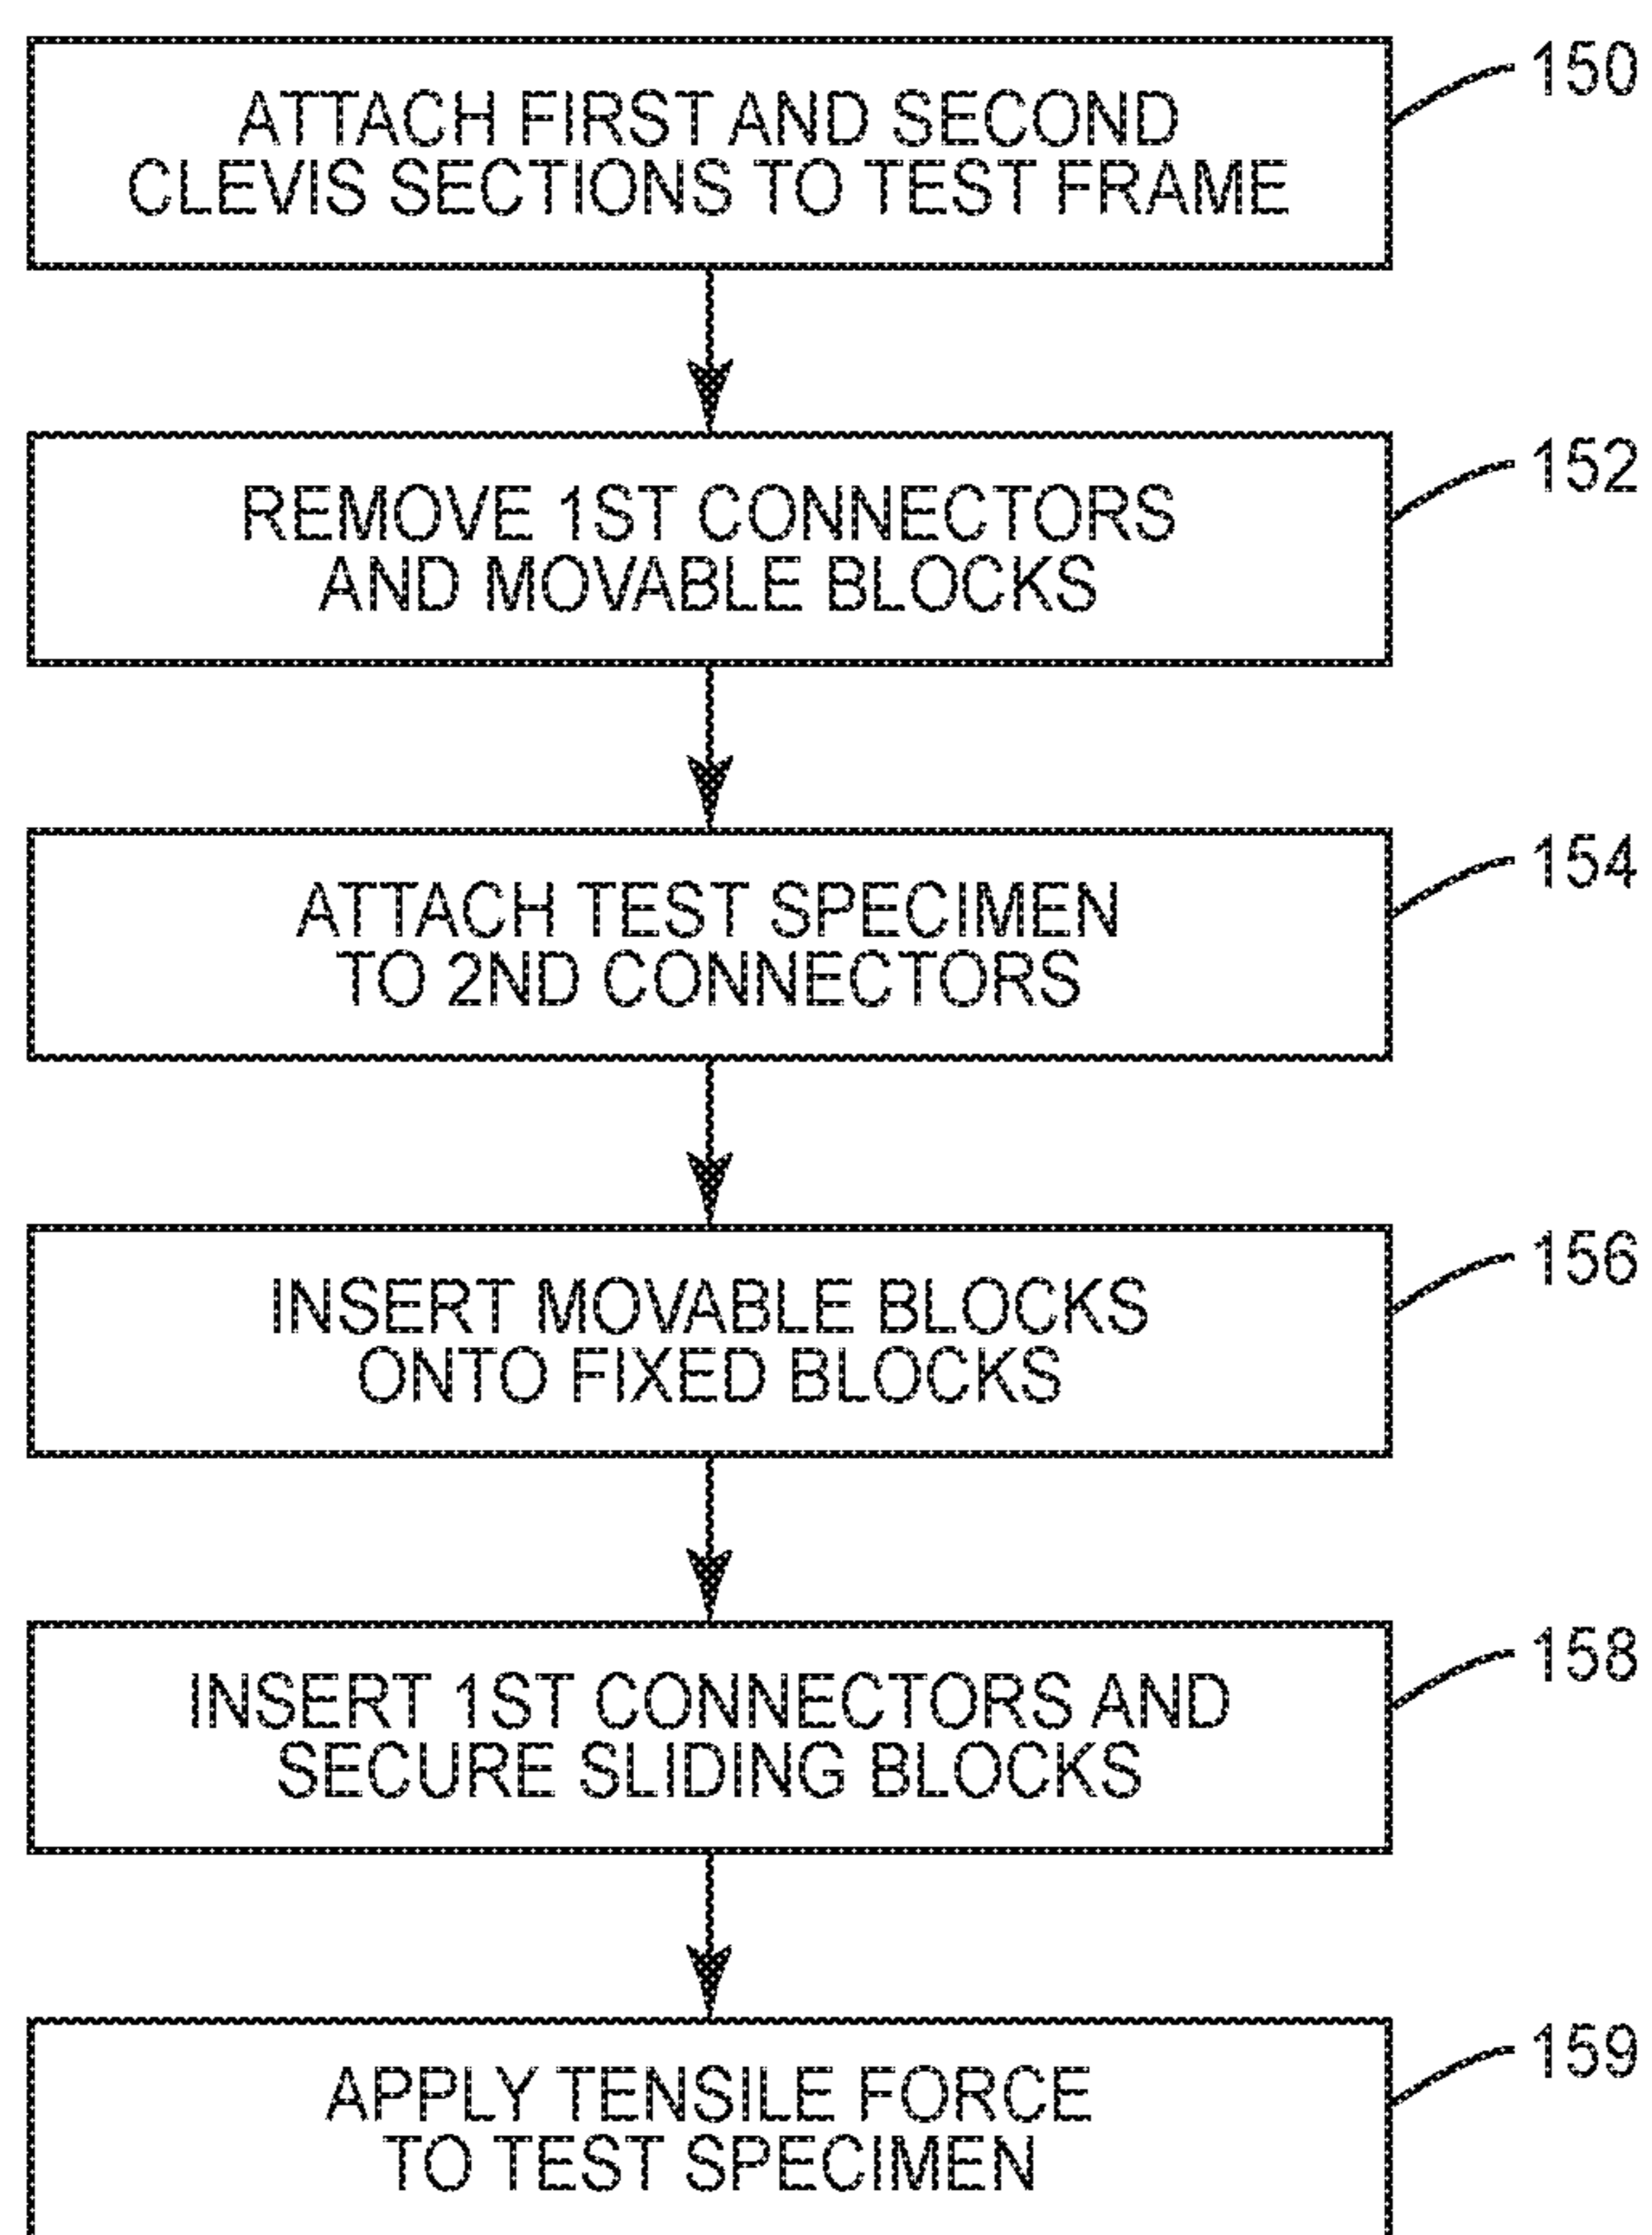 ATTACH FIRST AND SECOND
CLEVIS SECTIONS TO TEST FRAME
150
REMOVE 1ST CONNECTORS
AND MOVABLE BLOCKS
152
ATTACH TEST SPECIMEN
TO 2ND CONNECTORS
154
INSERT MOVABLE BLOCKS
ONTO FIXED BLOCKS
156
INSERT 1ST CONNECTORS AND
SECURE SLIDING BLOCKS
158
APPLY TENSILE FORCE
TO TEST SPECIMEN
159